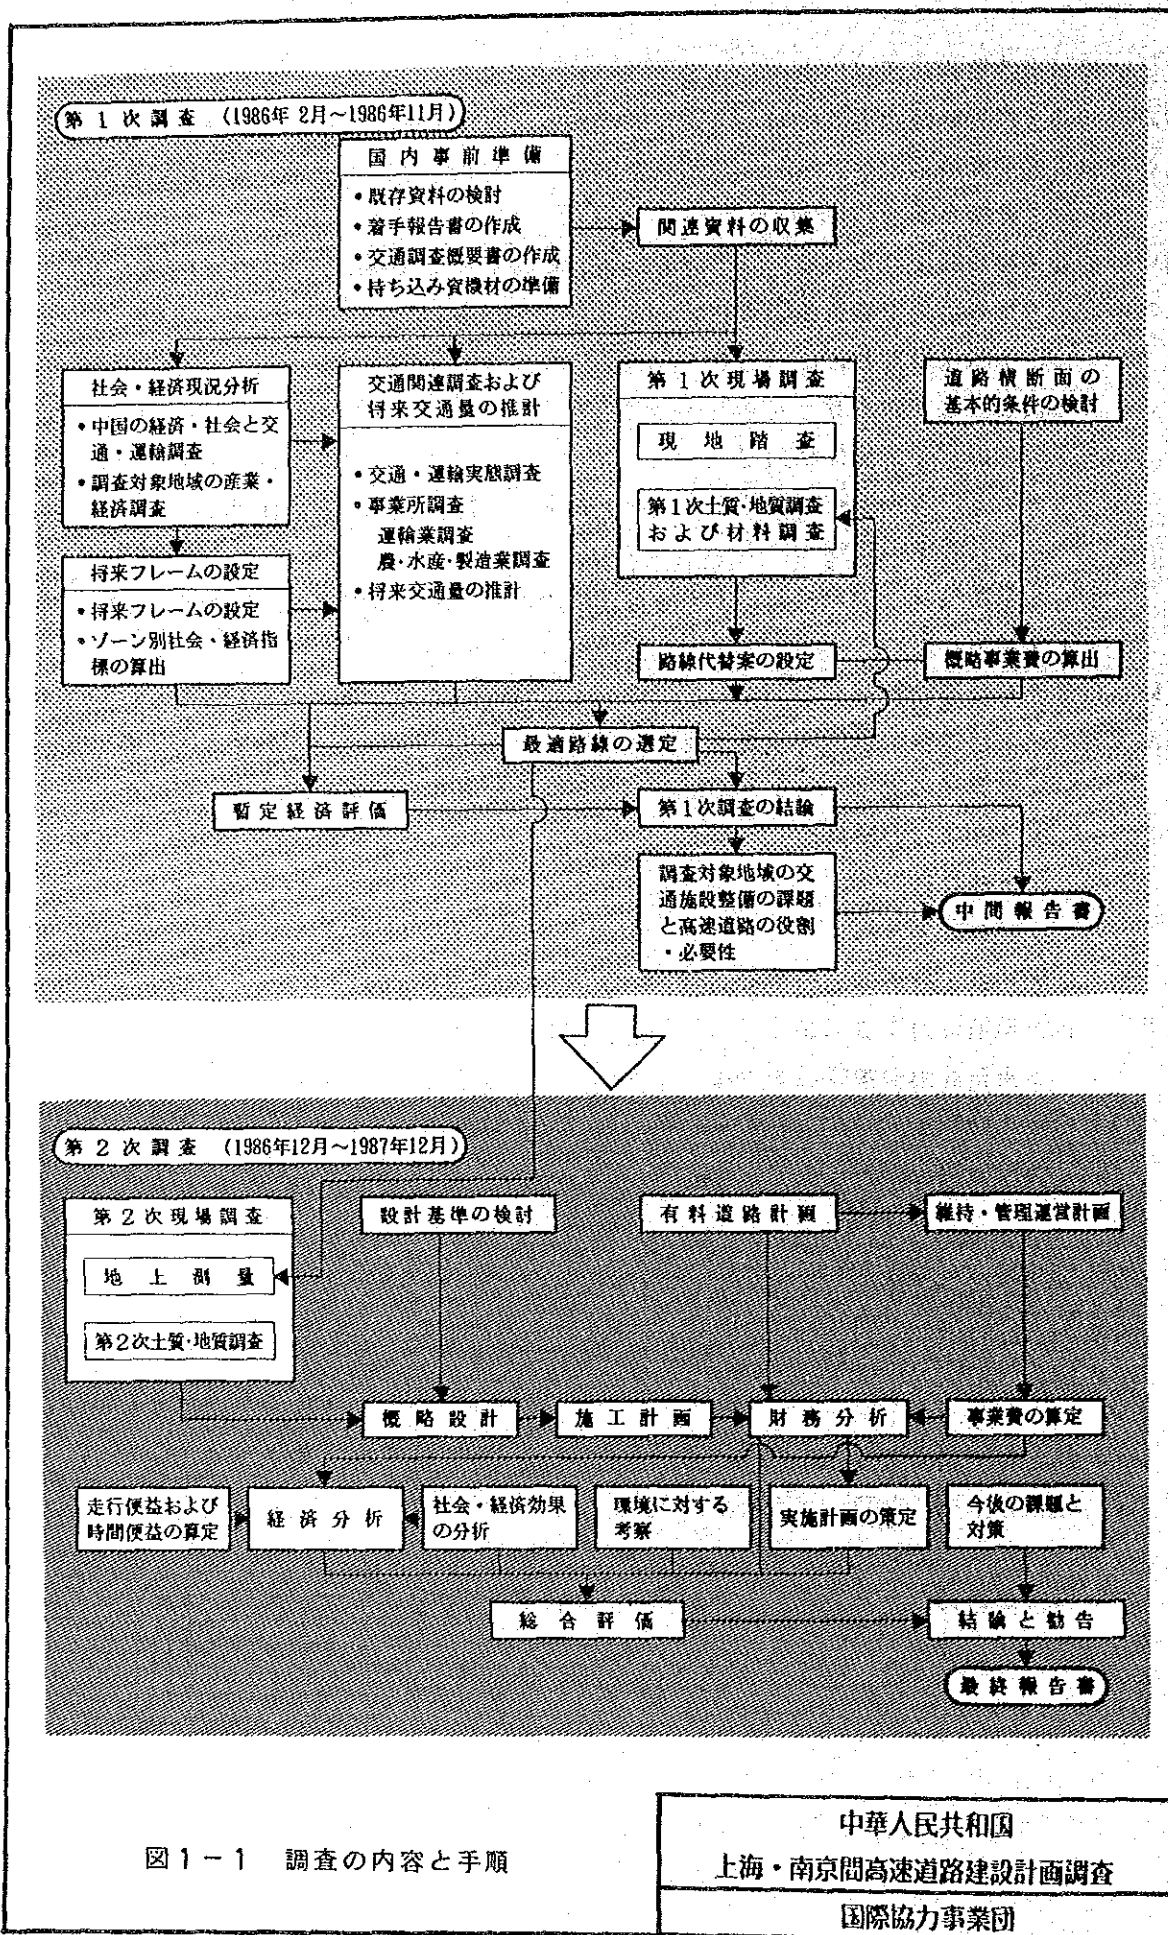 第１次調査 (1986年 2月～1986年11月)
国内事前準備
・既存資料の検討
・着手報告書の作成
・交通調査概要書の作成
・持ち込み資機材の準備
関連資料の収集
社会・経済現況分析
・中国の経済・社会と交
通・運輸調査
・調査対象地域の産業・
経済調査
交通関連調査および
将来交通量の推計
・交通・運輸実態調査
・事業所調査
運輸業調査
農・水産・製造業調査
・将来交通量の推計
第１次現場調査
現地踏査
第１次土質・地質調査
および材料調査
道路横断面の
基本的条件の検討
将来フレームの設定
・将来フレームの設定
・ゾーン別社会・経済指
標の算出
路線代替案の設定
概略事業費の算出
最適路線の選定
暫定経済評価
第１次調査の結論
調査対象地域の交
通施設整備の課題
と高速道路の役割
・必要性
中間報告書
第２次調査 (1986年12月～1987年12月)
第２次現場調査
地上測量
第２次土質・地質調査
設計基準の検討
有料道路計画
維持・管理運営計画
概略設計
施工計画
財務分析
事業費の算定
走行便益および
時間便益の算定
経済分析
社会・経済効果
の分析
環境に対する
考察
実施計画の策定
今後の課題と
対策
総合評価
結論と勧告
最終報告書
図１－１ 調査の内容と手順
中華人民共和国
上海・南京間高速道路建設計画調査
国際協力事業団